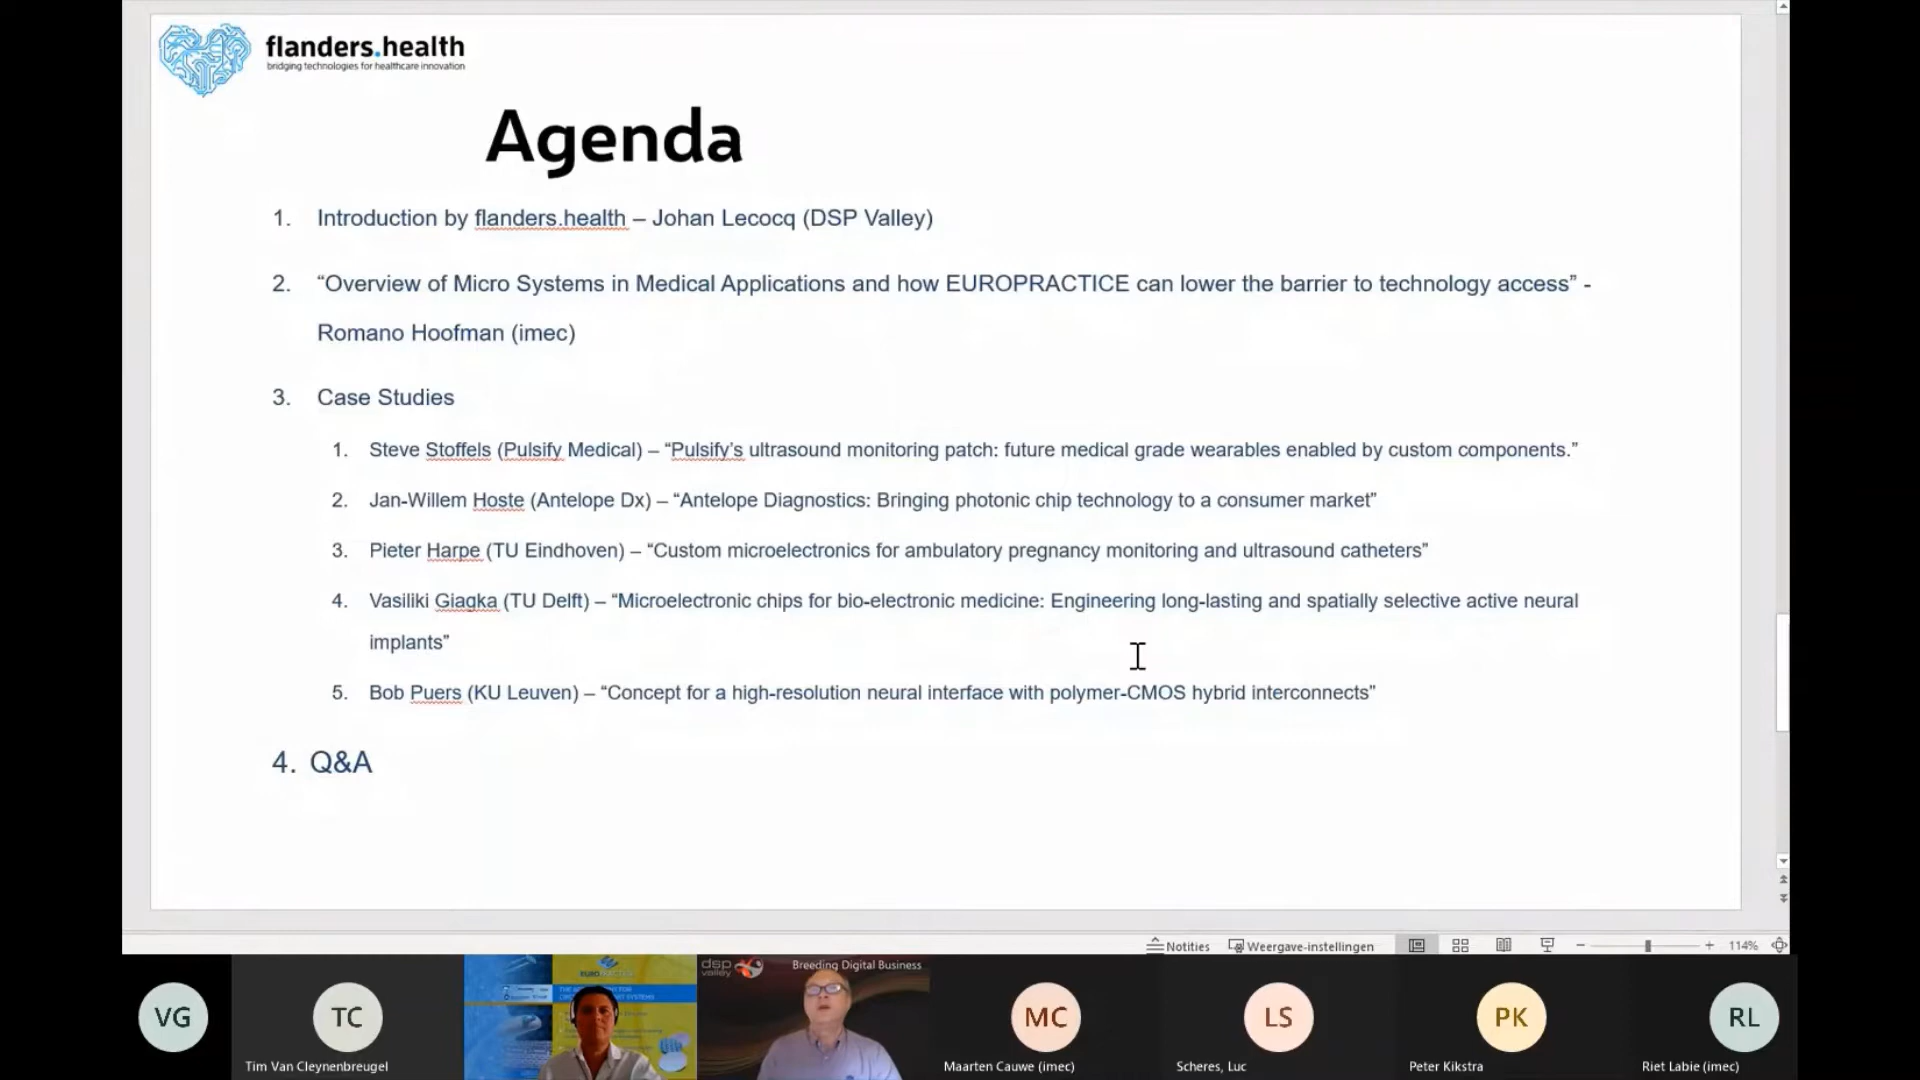 flanders.health
bridging technologies for healthcare innovation
Agenda
1. Introduction by flanders.health – Johan Lecocq (DSP Valley)
2. “Overview of Micro Systems in Medical Applications and how EUROPRACTICE can lower the barrier to technology access” -
Romano Hoofman (imec)
3. Case Studies
1. Steve Stoffels (Pulsify Medical) – “Pulsify’s ultrasound monitoring patch: future medical grade wearables enabled by custom components.”
2. Jan-Willem Hoste (Antelope Dx) – “Antelope Diagnostics: Bringing photonic chip technology to a consumer market”
3. Pieter Harpe (TU Eindhoven) – “Custom microelectronics for ambulatory pregnancy monitoring and ultrasound catheters”
4. Vasiliki Giagka (TU Delft) – “Microelectronic chips for bio-electronic medicine: Engineering long-lasting and spatially selective active neural
implants”
5. Bob Puers (KU Leuven) – “Concept for a high-resolution neural interface with polymer-CMOS hybrid interconnects”
4. Q&A
Notities Weergave-instellingen 114%
dsp valley
Breeding Digital Business
VG TC MC LS PK RL
Tim Van Cleynenbreugel Maarten Cauwe (imec) Scheres, Luc Peter Kikstra Riet Labie (imec)